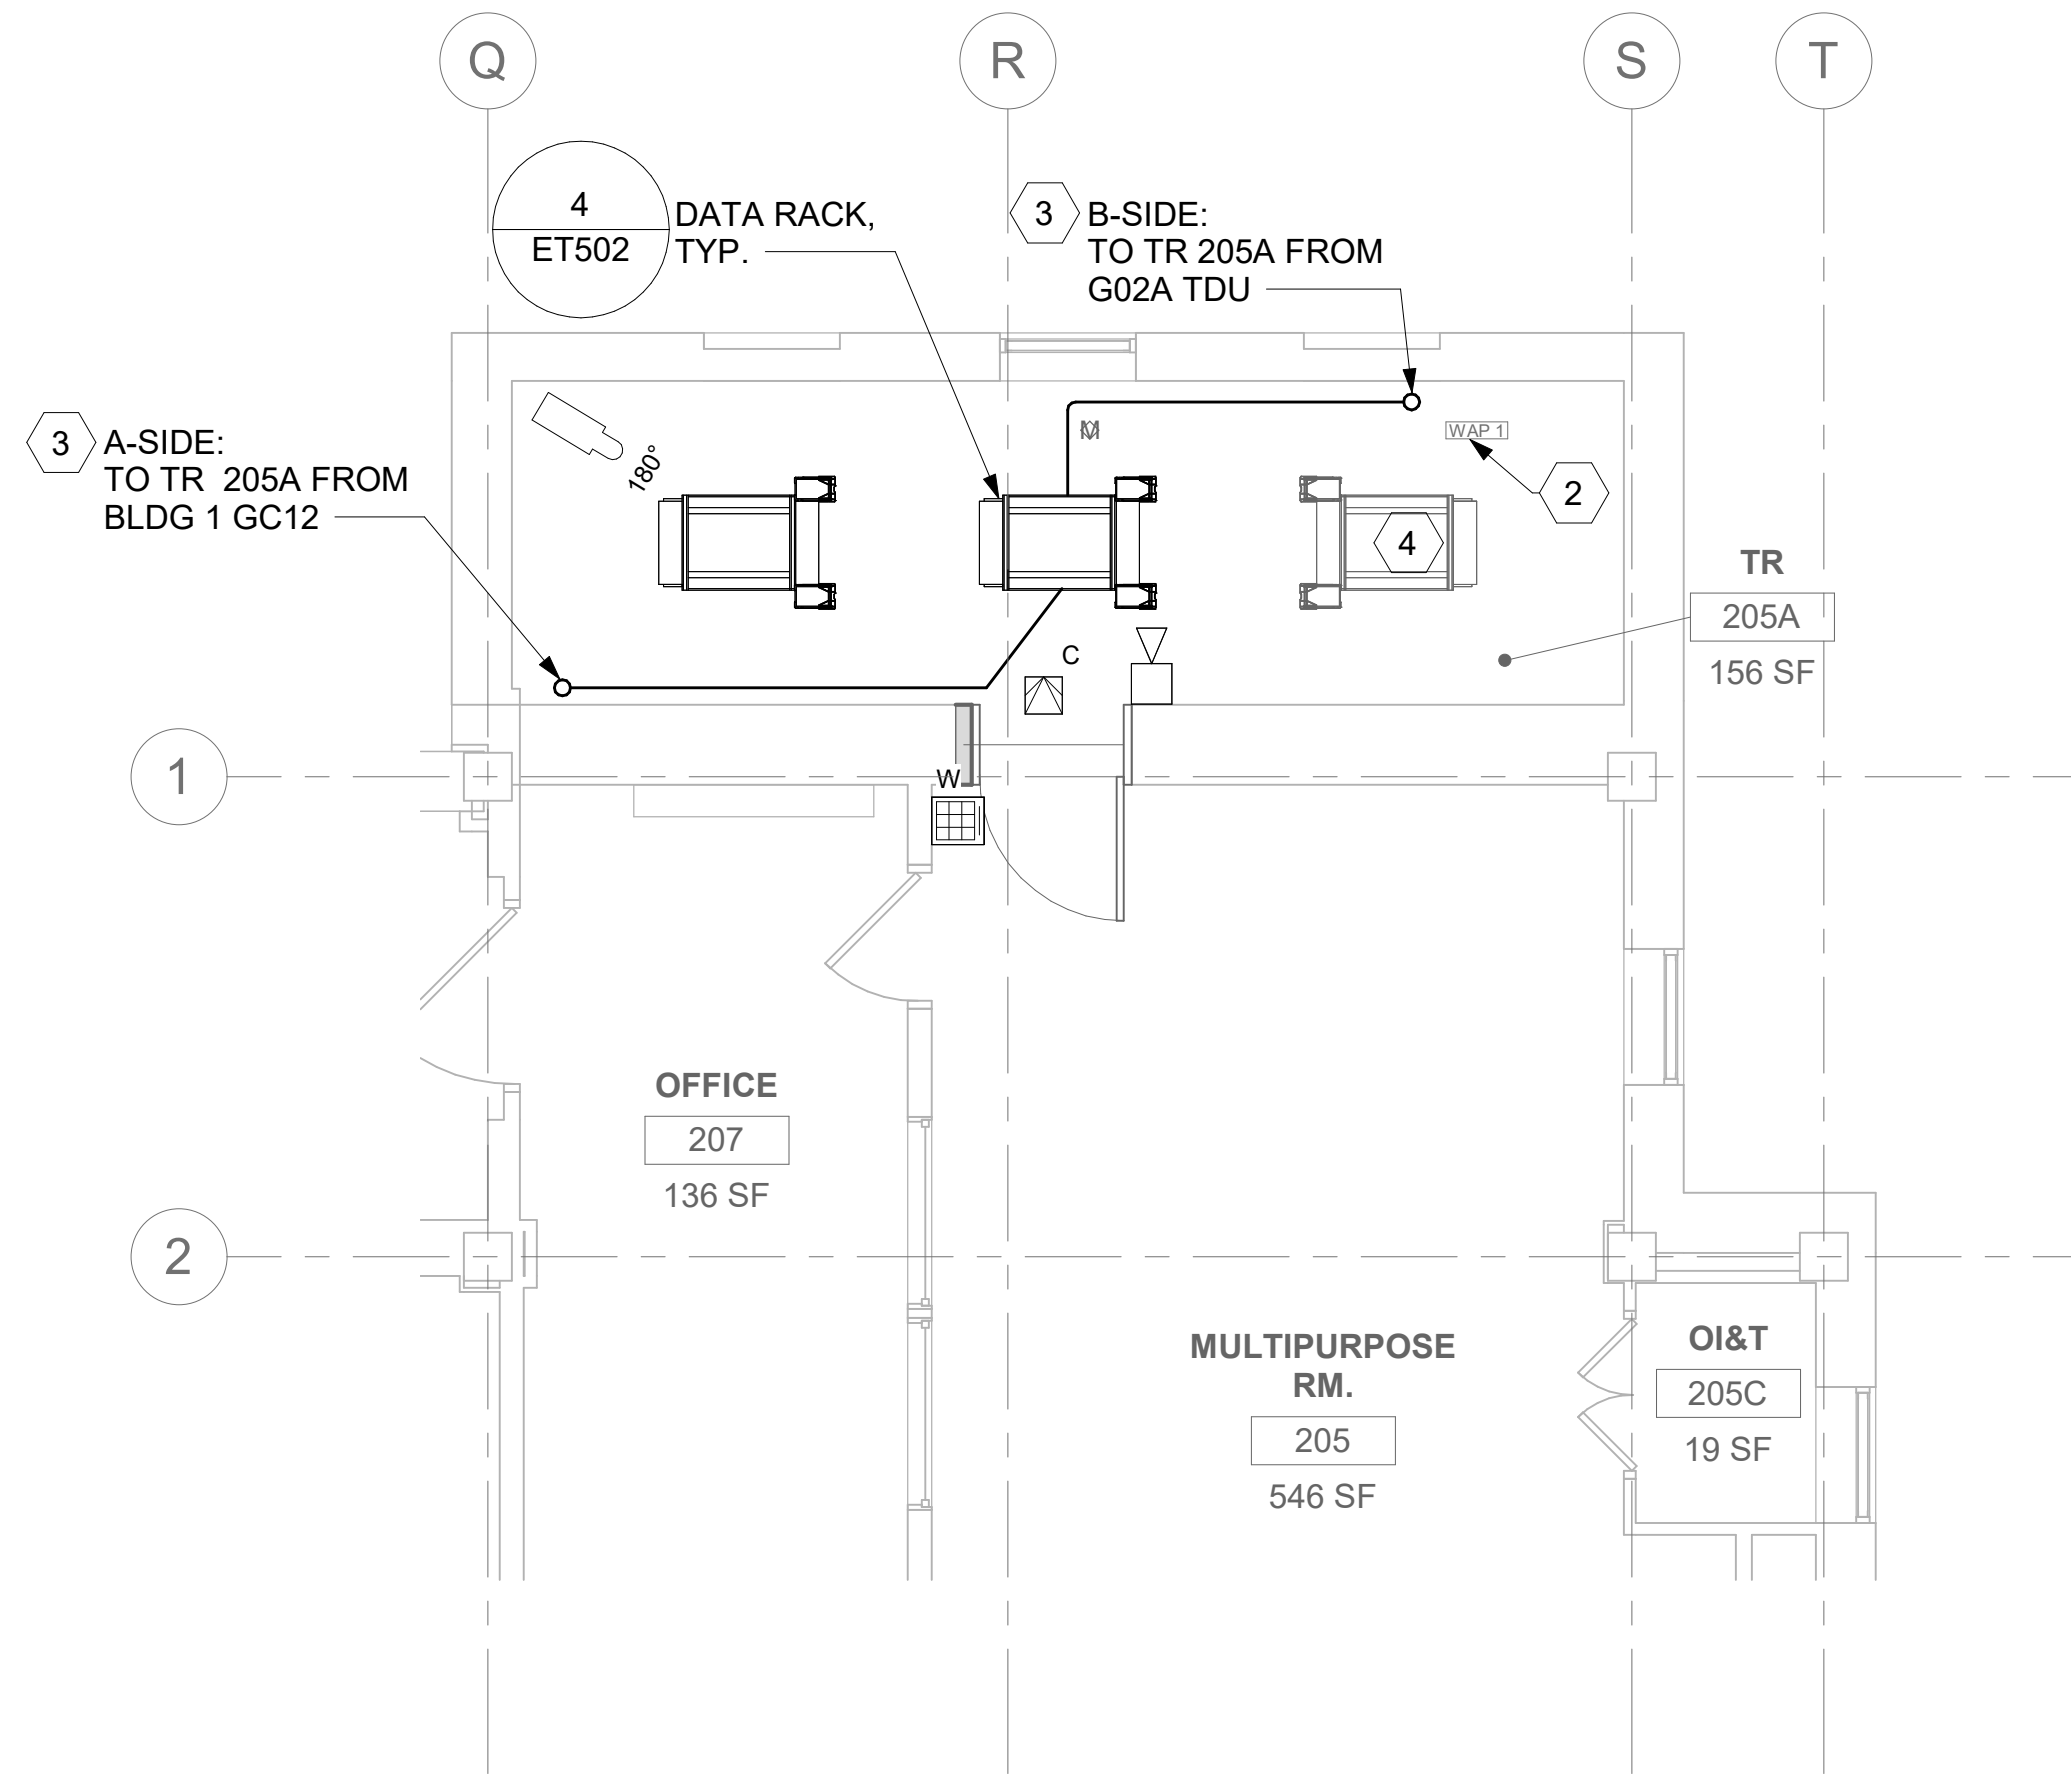 Q
R
S
T
4
ET502
DATA RACK,
TYP.
3
B-SIDE:
TO TR 205A FROM
G02A TDU
3
A-SIDE:
TO TR 205A FROM
BLDG 1 GC12
180°
M
WAP 1
2
4
TR
205A
156 SF
C
1
W
OFFICE
207
136 SF
2
MULTIPURPOSE
RM.
205
546 SF
OI&T
205C
19 SF